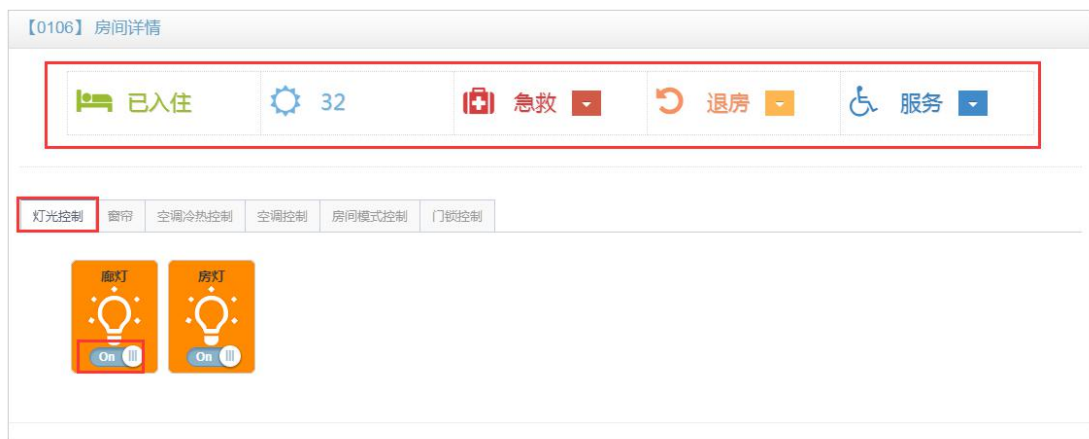 【0106】 房间详情
已入住 32 急救 退房 服务
灯光控制 窗帘 空调冷热控制 空调控制 房间模式控制 门锁控制
廊灯 房灯
On On